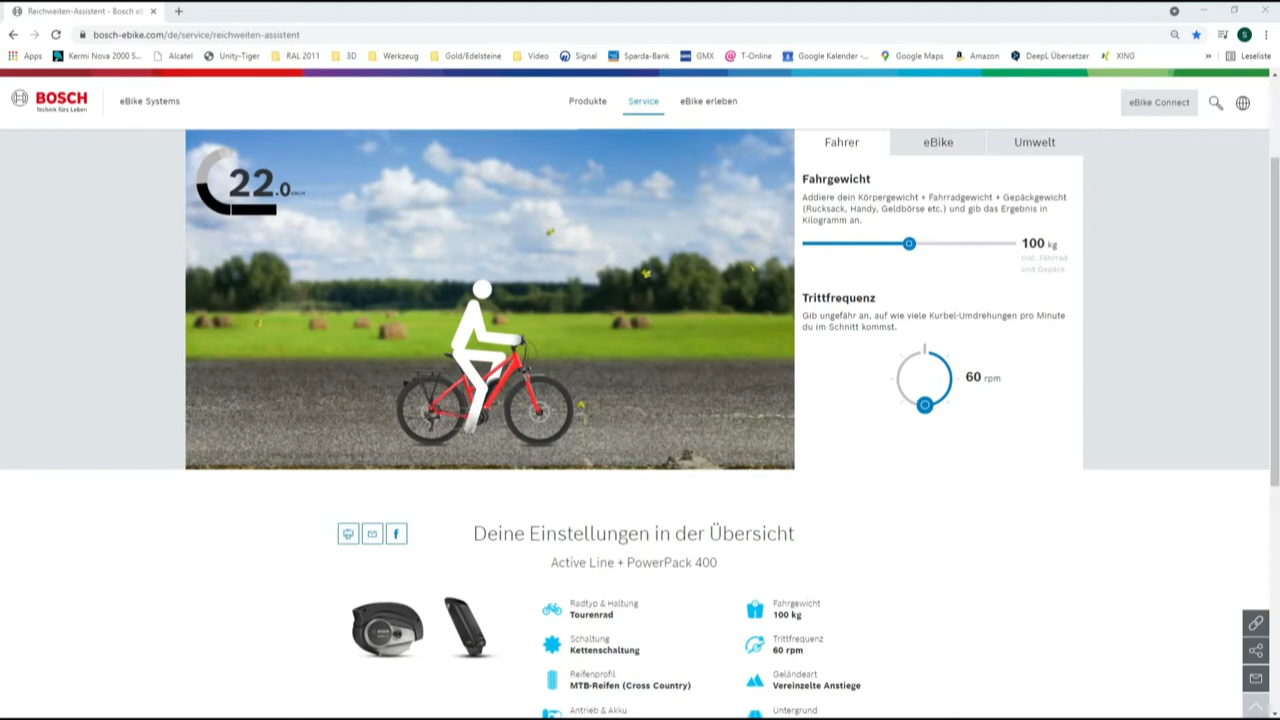 Reichweiten-Assistent - Bosch eB
bosch-ebike.com/de/service/reichweiten-assistent
S
Apps
Kermi Nova 2000 S...
Alcatel
Unity-Tiger
RAL 2011
3D
Werkzeug
Gold/Edelsteine
Video
Signal
Sparda-Bank
GMX
T-Online
Google Kalender -...
Google Maps
Amazon
DeepL Übersetzer
XING
»
Leseliste
BOSCH
Technik fürs Leben
eBike Systems
Produkte
Service
eBike erleben
eBike Connect
22.0
Fahrer
eBike
Umwelt
Fahrgewicht
Addiere dein Körpergewicht + Fahrradgewicht + Gepäckgewicht
(Rucksack, Handy, Geldbörse etc.) und gib das Ergebnis in
Kilogramm an.
100 kg
inkl. Fahrrad
und Gepäck
Trittfrequenz
Gib ungefähr an, auf wie viele Kurbel-Umdrehungen pro Minute
du im Schnitt kommst.
60 rpm
Deine Einstellungen in der Übersicht
Active Line + PowerPack 400
BOSCH
Radtyp & Haltung
Tourenrad
Fahrgewicht
100 kg
Schaltung
Kettenschaltung
Trittfrequenz
60 rpm
Reifenprofil
MTB-Reifen (Cross Country)
Geländeart
Vereinzelte Anstiege
Antrieb & Akku
Untergrund